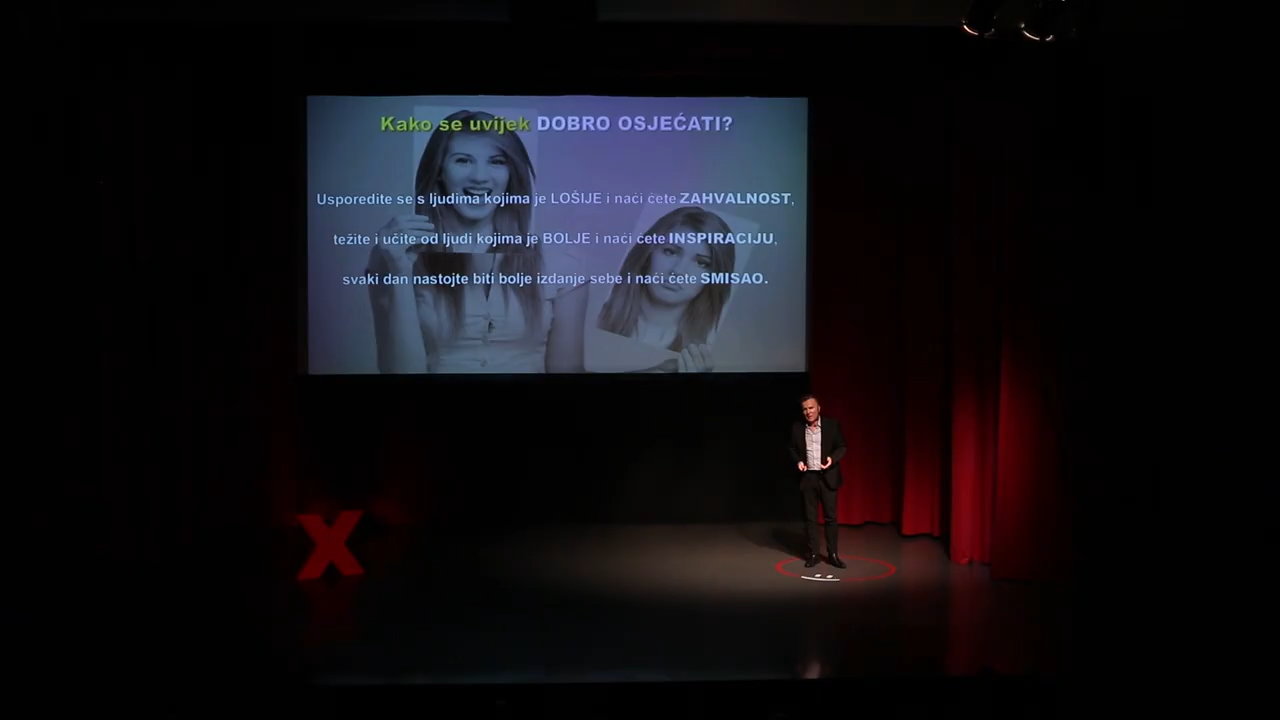 Kako se uvijek DOBRO OSJEĆATI?
Usporedite se s ljudima kojima je LOŠIJE i naći ćete ZAHVALNOST,
težite i učite od ljudi kojima je BOLJE i naći ćete INSPIRACIJU,
svaki dan nastojte biti bolje izdanje sebe i naći ćete SMISAO.
X